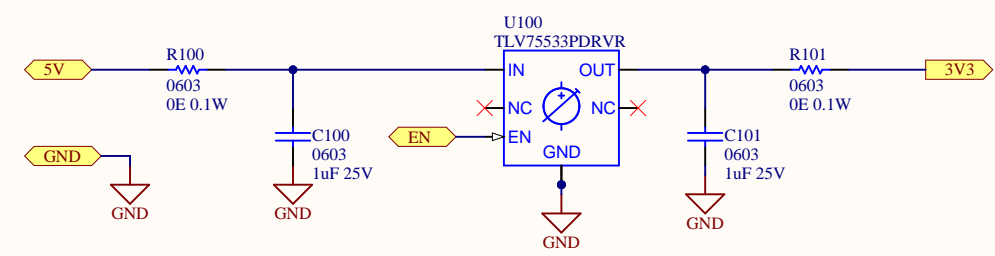 U100
TLV75533PDRVR
R100
0603
0E 0.1W
5V
IN
OUT
R101
0603
0E 0.1W
3V3
NC
NC
EN
EN
GND
C100
0603
1uF 25V
C101
0603
1uF 25V
GND
GND
GND
GND
GND